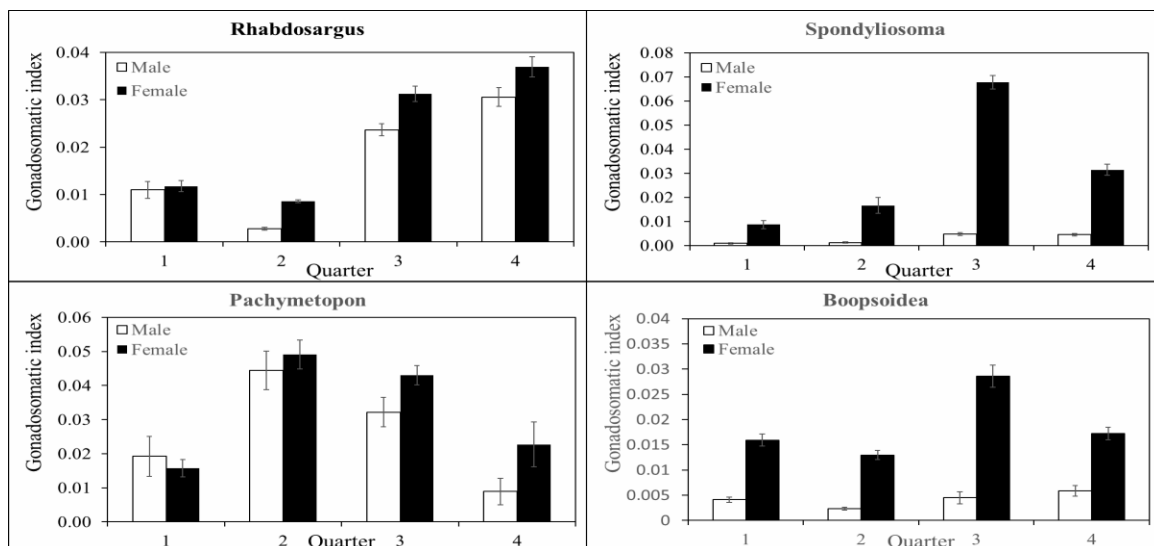 Rhabdosargus
Gonadosomatic index
0.04
0.03
0.02
0.01
0.00
Male
Female
1
2
3
4
Quarter
Spondyliosoma
Gonadosomatic index
0.08
0.07
0.06
0.05
0.04
0.03
0.02
0.01
0.00
Male
Female
1
2
3
4
Quarter
Pachymetopon
Gonadosomatic index
0.06
0.05
0.04
0.03
0.02
0.01
0.00
Male
Female
1
2
3
4
Quarter
Boopsoidea
Gonadosomatic index
0.04
0.035
0.03
0.025
0.02
0.015
0.01
0.005
0
Male
Female
1
2
3
4
Quarter